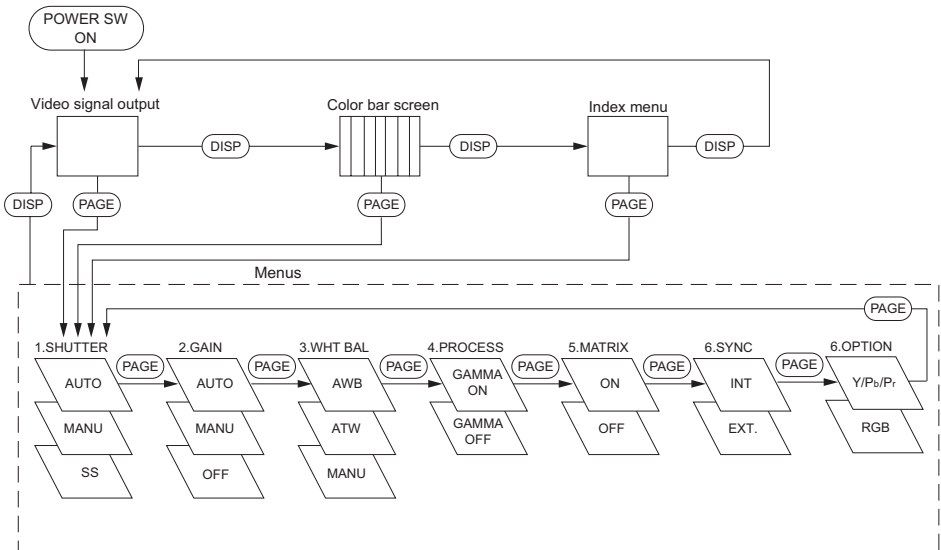 POWER SW
ON
Video signal output
Color bar screen
Index menu
DISP
DISP
DISP
DISP
PAGE
PAGE
PAGE
Menus
PAGE
1.SHUTTER
2.GAIN
3.WHT BAL
4.PROCESS
5.MATRIX
6.SYNC
6.OPTION
PAGE
PAGE
PAGE
PAGE
PAGE
PAGE
AUTO
AUTO
AWB
GAMMA
ON
ON
INT
Y/Pb/Pr
MANU
MANU
ATW
GAMMA
OFF
OFF
EXT.
RGB
SS
OFF
MANU